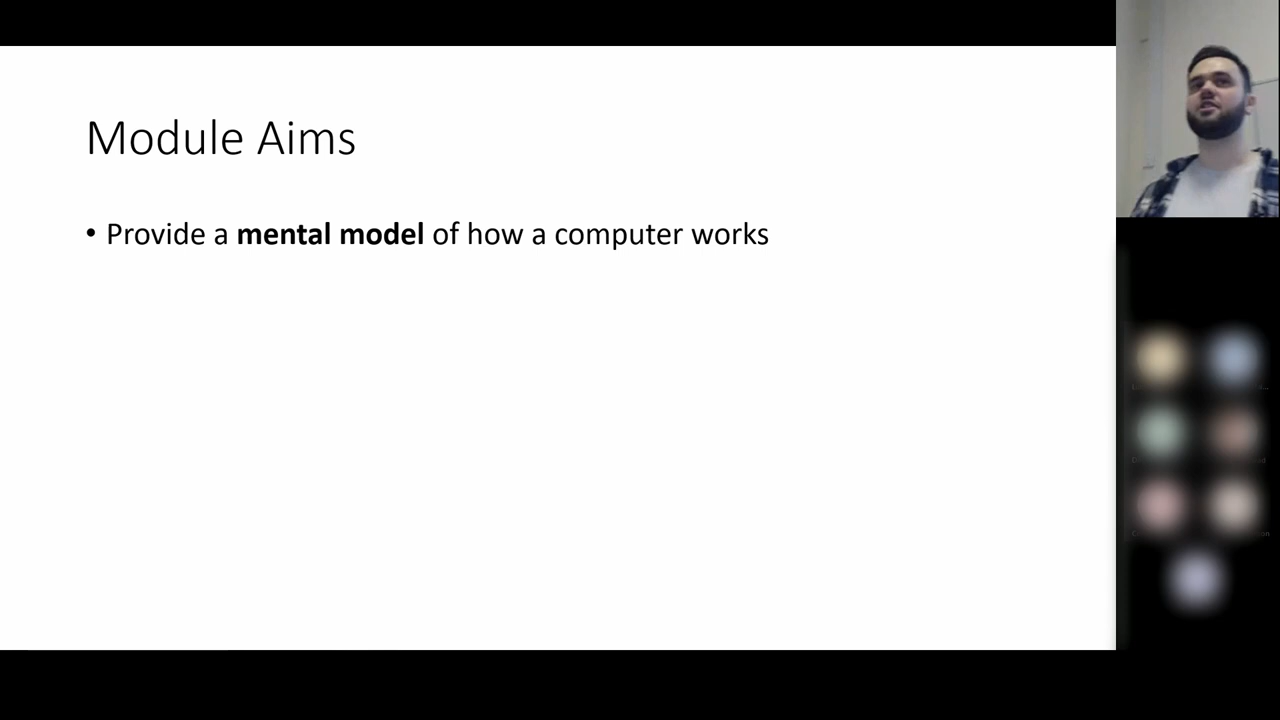 Module Aims
• Provide a mental model of how a computer works